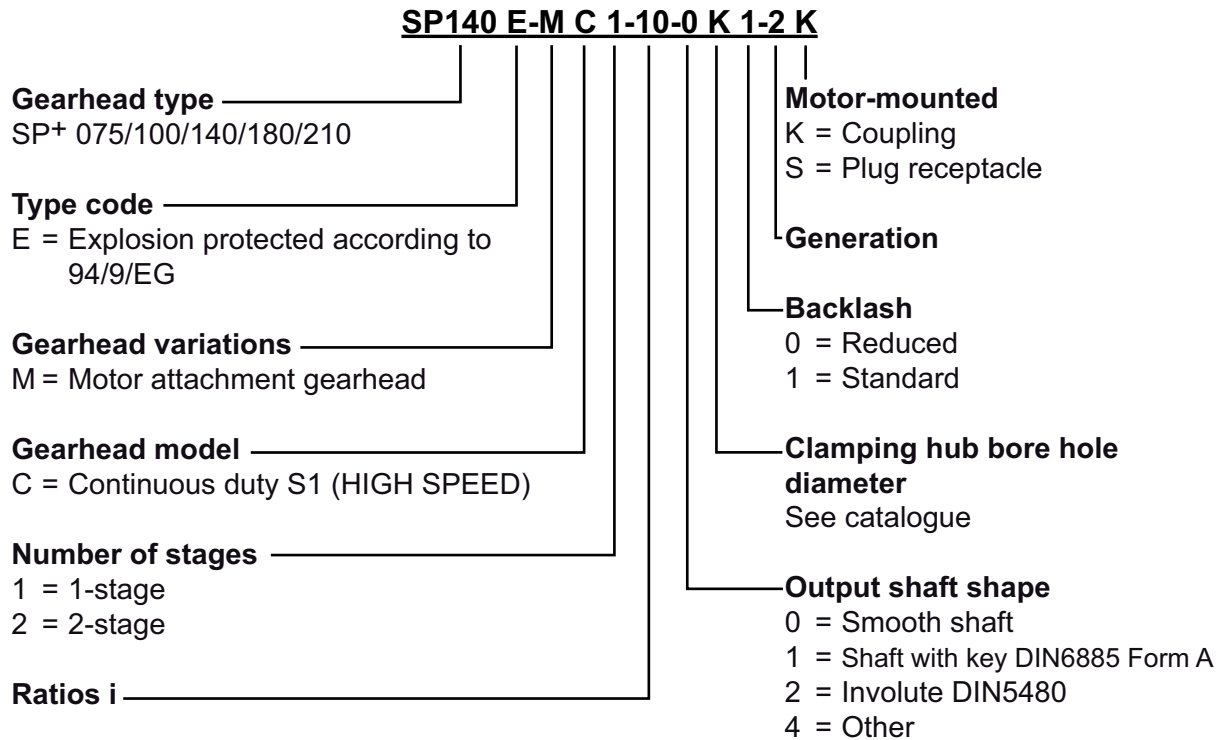 SP140 E-M C 1-10-0 K 1-2 K
Gearhead type
SP+ 075/100/140/180/210
Type code
E = Explosion protected according to
94/9/EG
Gearhead variations
M = Motor attachment gearhead
Gearhead model
C = Continuous duty S1 (HIGH SPEED)
Number of stages
1 = 1-stage
2 = 2-stage
Ratios i
Motor-mounted
K = Coupling
S = Plug receptacle
Generation
Backlash
0 = Reduced
1 = Standard
Clamping hub bore hole
diameter
See catalogue
Output shaft shape
0 = Smooth shaft
1 = Shaft with key DIN6885 Form A
2 = Involute DIN5480
4 = Other